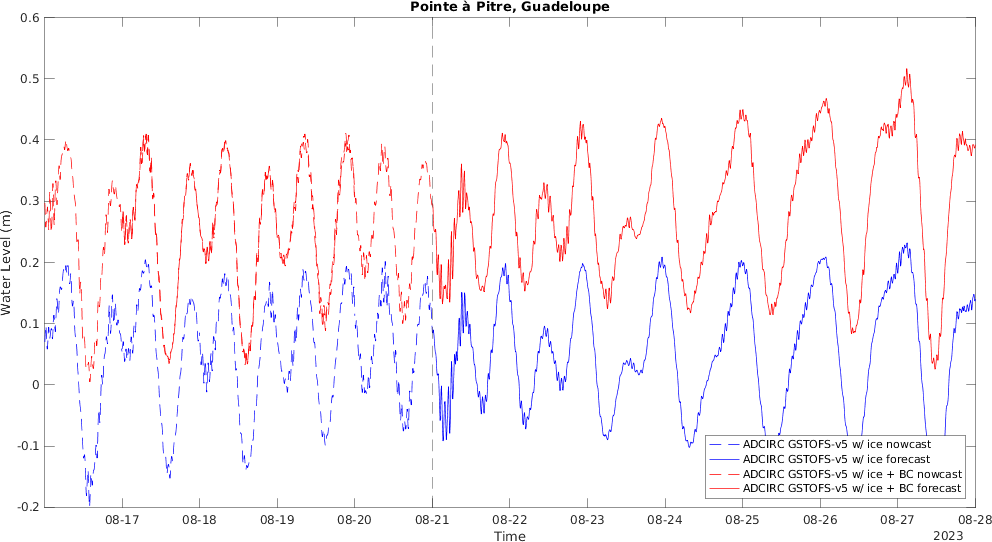 Pointe à Pitre, Guadeloupe
0.6
0.5
0.4
0.3
0.2
0.1
0
-0.1
-0.2
Water Level (m)
ADCIRC GSTOFS-v5 w/ ice nowcast
ADCIRC GSTOFS-v5 w/ ice forecast
ADCIRC GSTOFS-v5 w/ ice + BC nowcast
ADCIRC GSTOFS-v5 w/ ice + BC forecast
08-17 08-18 08-19 08-20 08-21 08-22 08-23 08-24 08-25 08-26 08-27 08-28
Time
2023